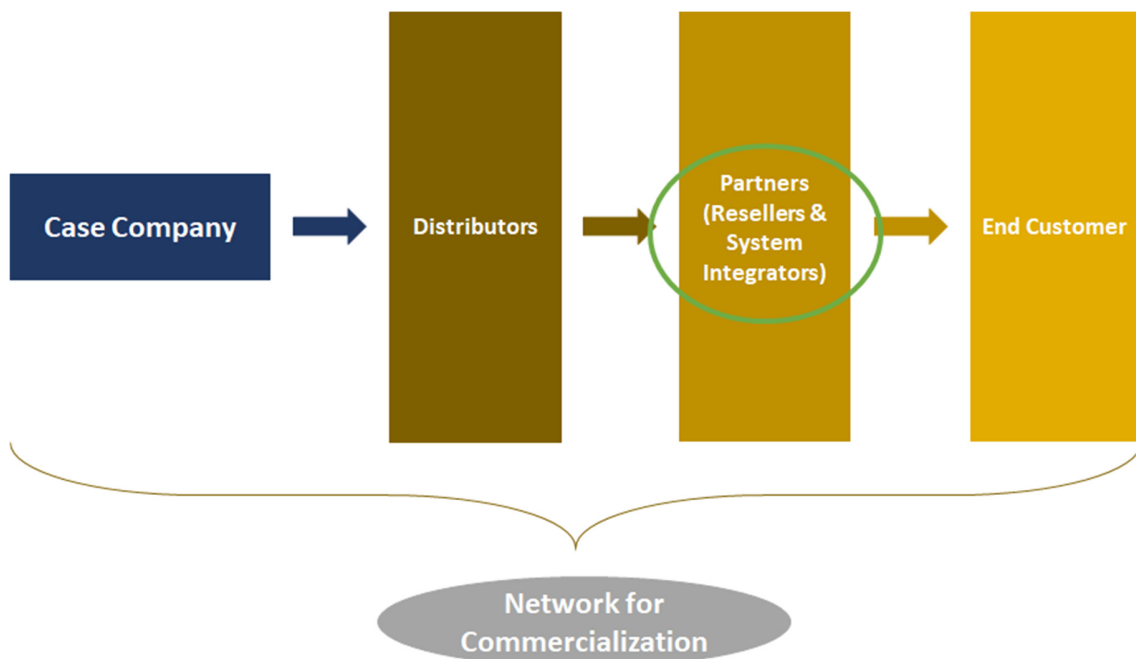 Case Company
Distributors
Partners
(Resellers &
System
Integrators)
End Customer
Network for
Commercialization